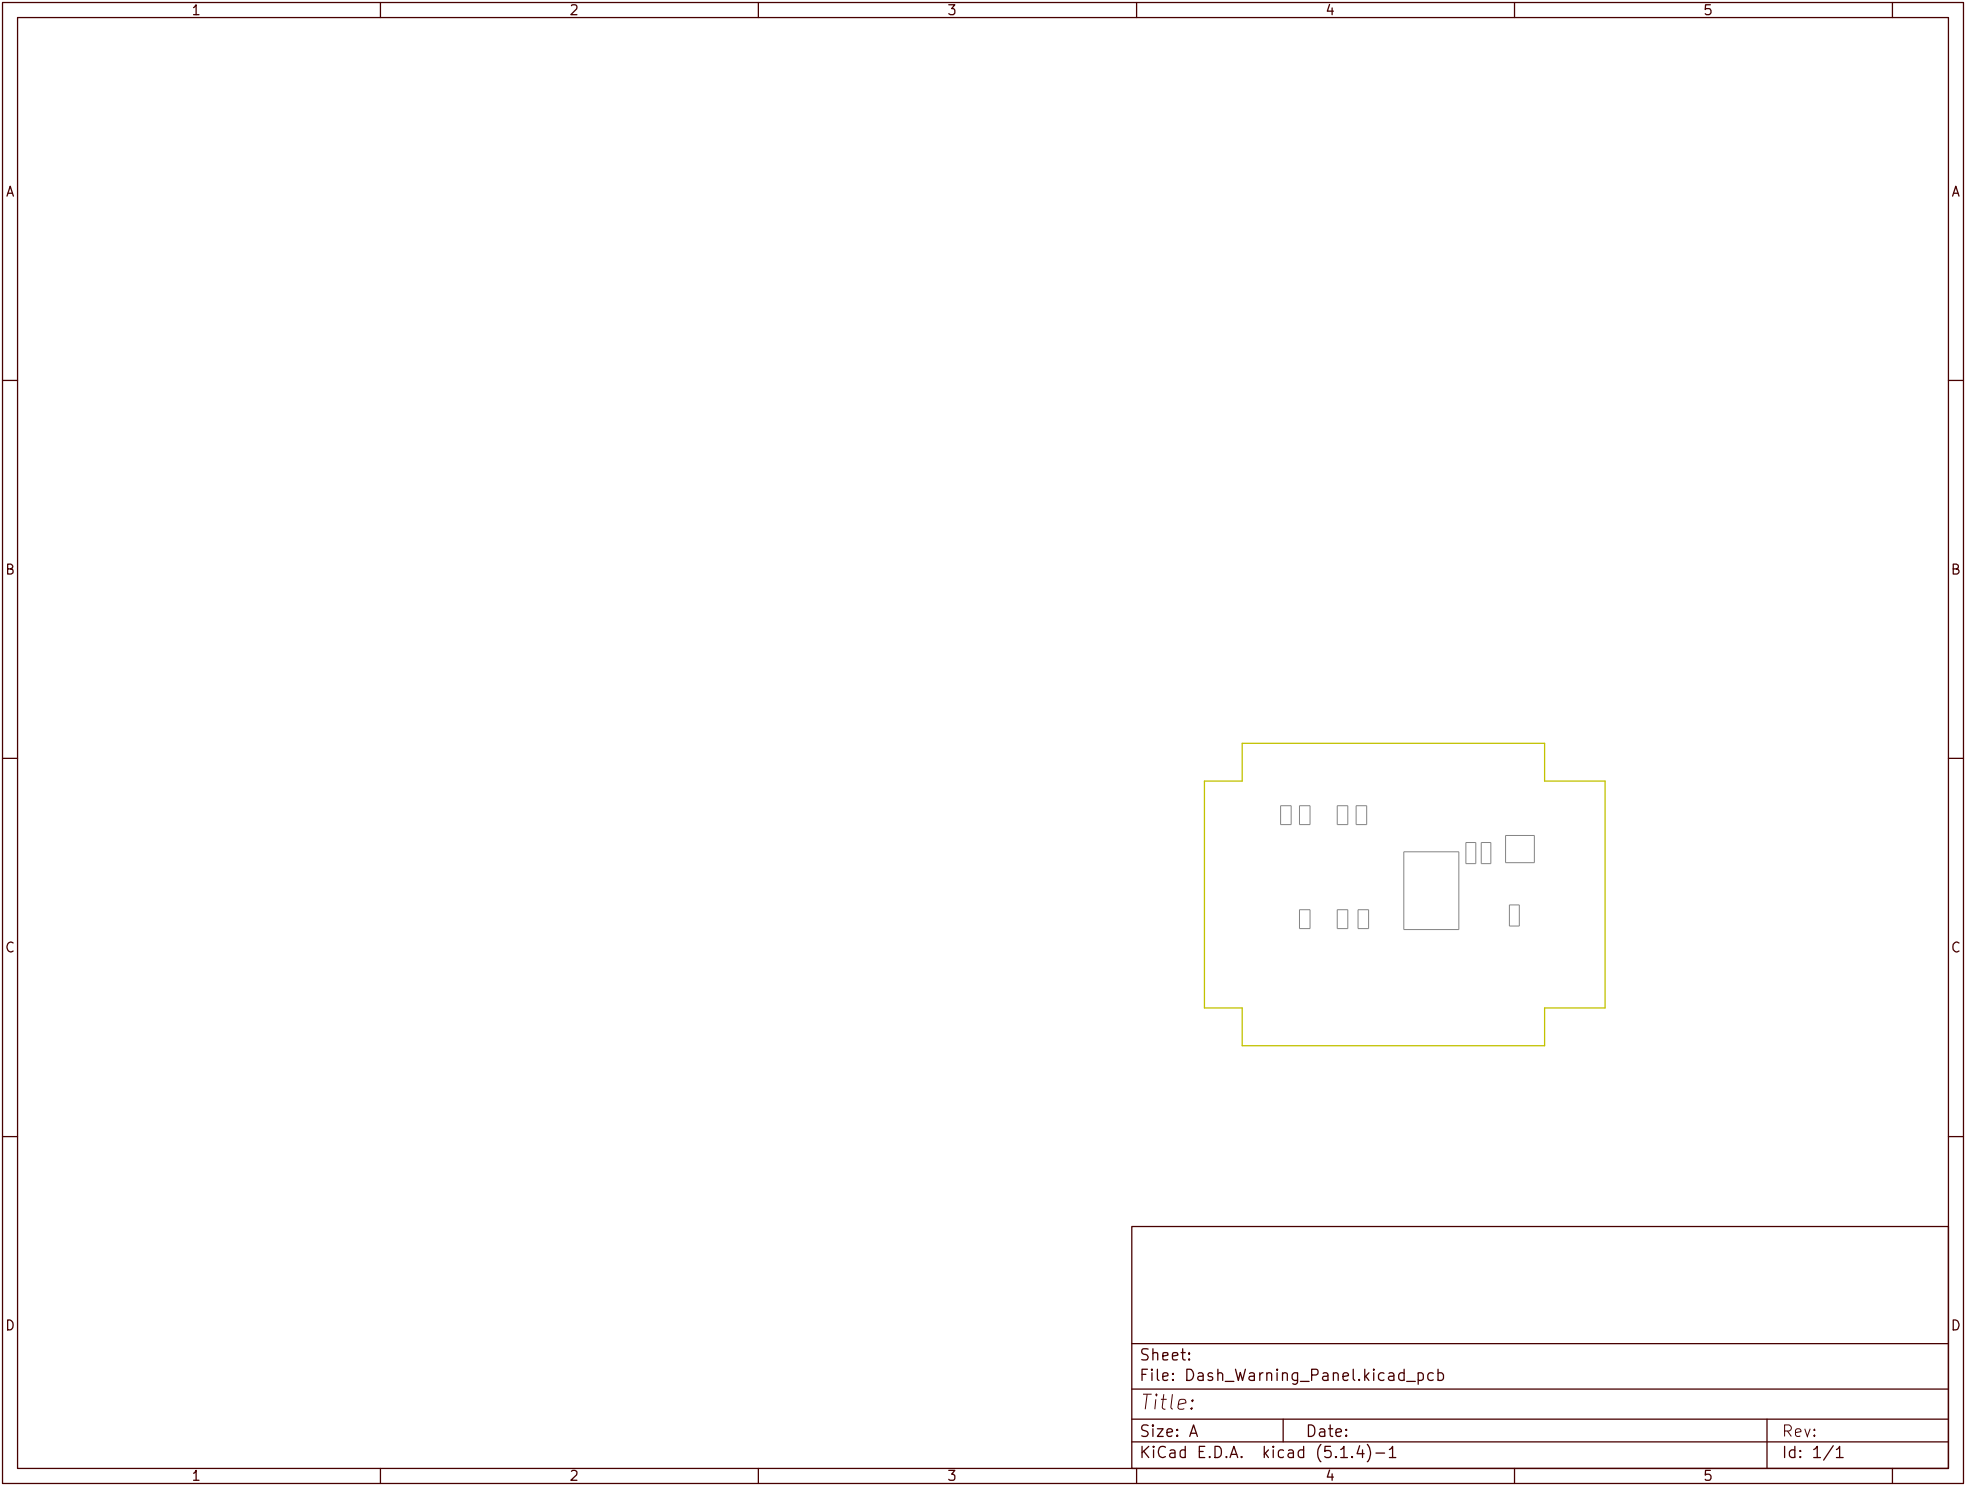 1 2 3 4 5
A A
B B
C C
D D
Sheet:
File: Dash_Warning_Panel.kicad_pcb
Title:
Size: A Date: Rev:
KiCad E.D.A. kicad (5.1.4)-1 Id: 1/1
1 2 3 4 5